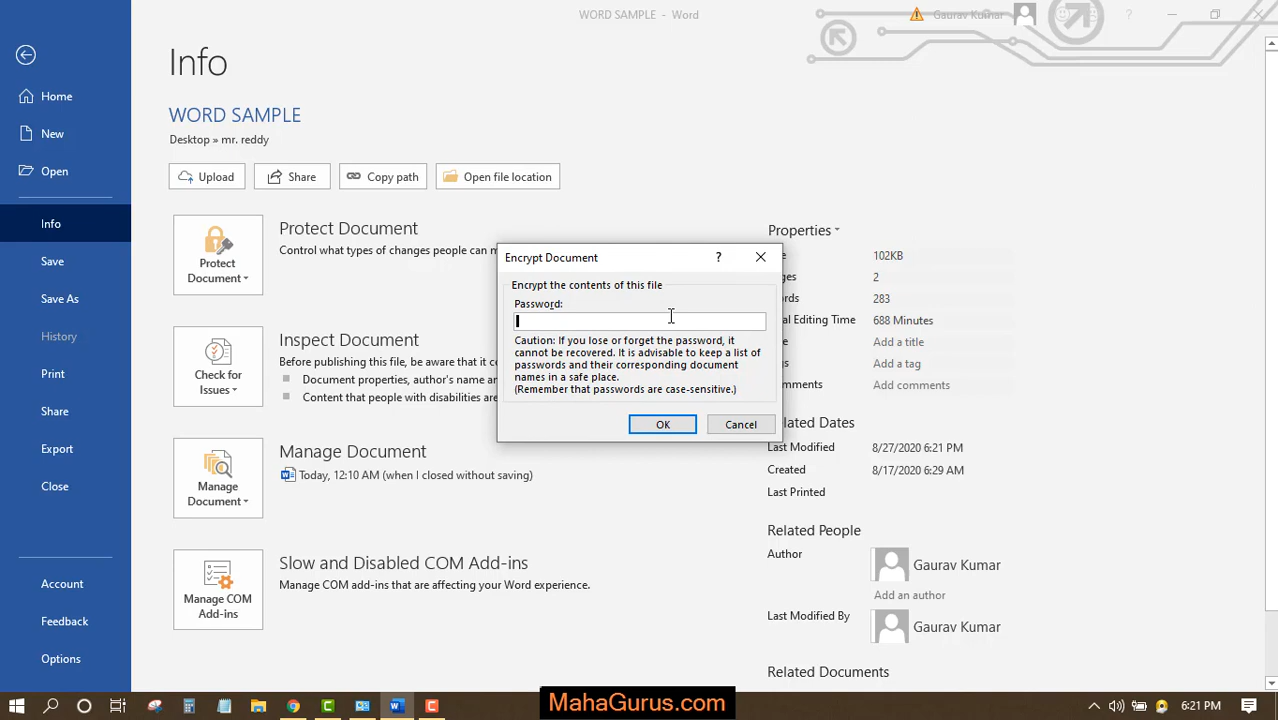 WORD SAMPLE - Word
Gaurav Kumar
?
Info
WORD SAMPLE
Desktop » mr. reddy
Home
New
Open
Info
Save
Save As
History
Print
Share
Export
Close
Account
Feedback
Options
Upload
Share
Copy path
Open file location
Protect Document
Protect Document
Control what types of changes people can m
Check for Issues
Inspect Document
Before publishing this file, be aware that it co
Document properties, author's name an
Content that people with disabilities are
Manage Document
Manage Document
Today, 12:10 AM (when I closed without saving)
Manage COM Add-ins
Slow and Disabled COM Add-ins
Manage COM add-ins that are affecting your Word experience.
Encrypt Document
?
Encrypt the contents of this file
Password:
Caution: If you lose or forget the password, it
cannot be recovered. It is advisable to keep a list of
passwords and their corresponding document
names in a safe place.
(Remember that passwords are case-sensitive.)
OK
Cancel
Properties
e 102KB
ges 2
ords 283
al Editing Time 688 Minutes
Add a title
Add a tag
omments Add comments
elated Dates
Last Modified 8/27/2020 6:21 PM
Created 8/17/2020 6:29 AM
Last Printed
Related People
Author Gaurav Kumar
Add an author
Last Modified By Gaurav Kumar
Related Documents
MahaGurus.com
6:21 PM